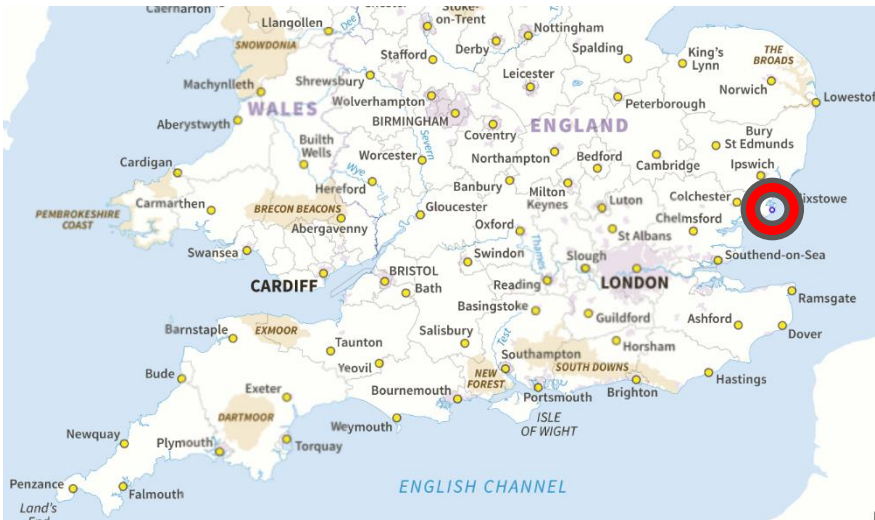 Caernarfon
Llangollen
Dee
Stoke-
on-Trent
Nottingham
Derby
Spalding
King's
Lynn
THE
BROADS
SNOWDONIA
Stafford
Machynlleth
Shrewsbury
Leicester
Norwich
Wolverhampton
Peterborough
Lowestof
WALES
BIRMINGHAM
ENGLAND
Aberystwyth
Coventry
Bury
St Edmunds
Builth
Wells
Severn
Cardigan
Worcester
Northampton
Bedford
Cambridge
Ipswich
Wye
Hereford
Banbury
Milton
Keynes
Colchester
ixstowe
Carmarthen
BRECON BEACONS
Luton
PEMBROKESHIRE
COAST
Gloucester
Chelmsford
Abergavenny
Oxford
St Albans
Swansea
Thames
Swindon
Slough
Southend-on-Sea
BRISTOL
CARDIFF
Reading
LONDON
Bath
Ramsgate
Basingstoke
Guildford
Ashford
Barnstaple
EXMOOR
Salisbury
Test
Dover
Taunton
Horsham
Yeovil
Southampton
SOUTH DOWNS
Bude
NEW
FOREST
Hastings
Exeter
Bournemouth
Portsmouth
Brighton
DARTMOOR
Weymouth
ISLE
OF WIGHT
Newquay
Plymouth
Torquay
Penzance
Falmouth
ENGLISH CHANNEL
Land's
End